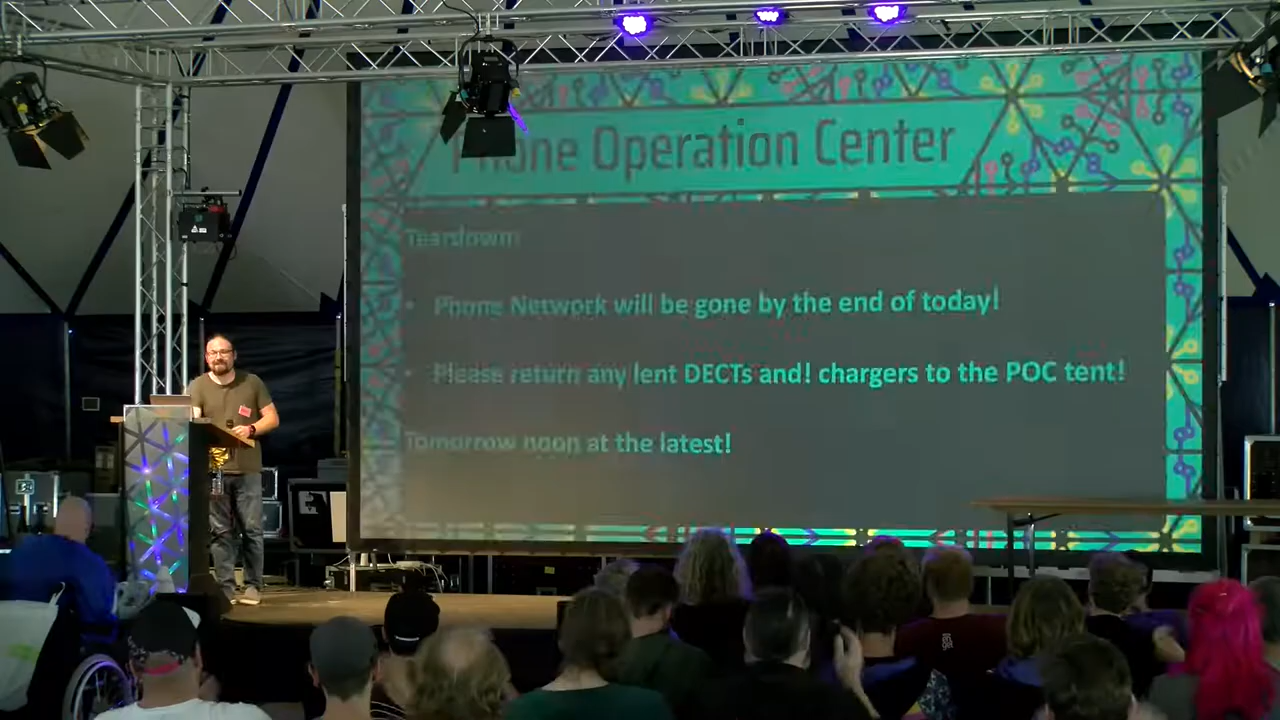 Phone Operation Center
Teardown:
• Phone Network will be gone by the end of today!
• Please return any lent DECTs and! chargers to the POC tent!
Tomorrow noon at the latest!